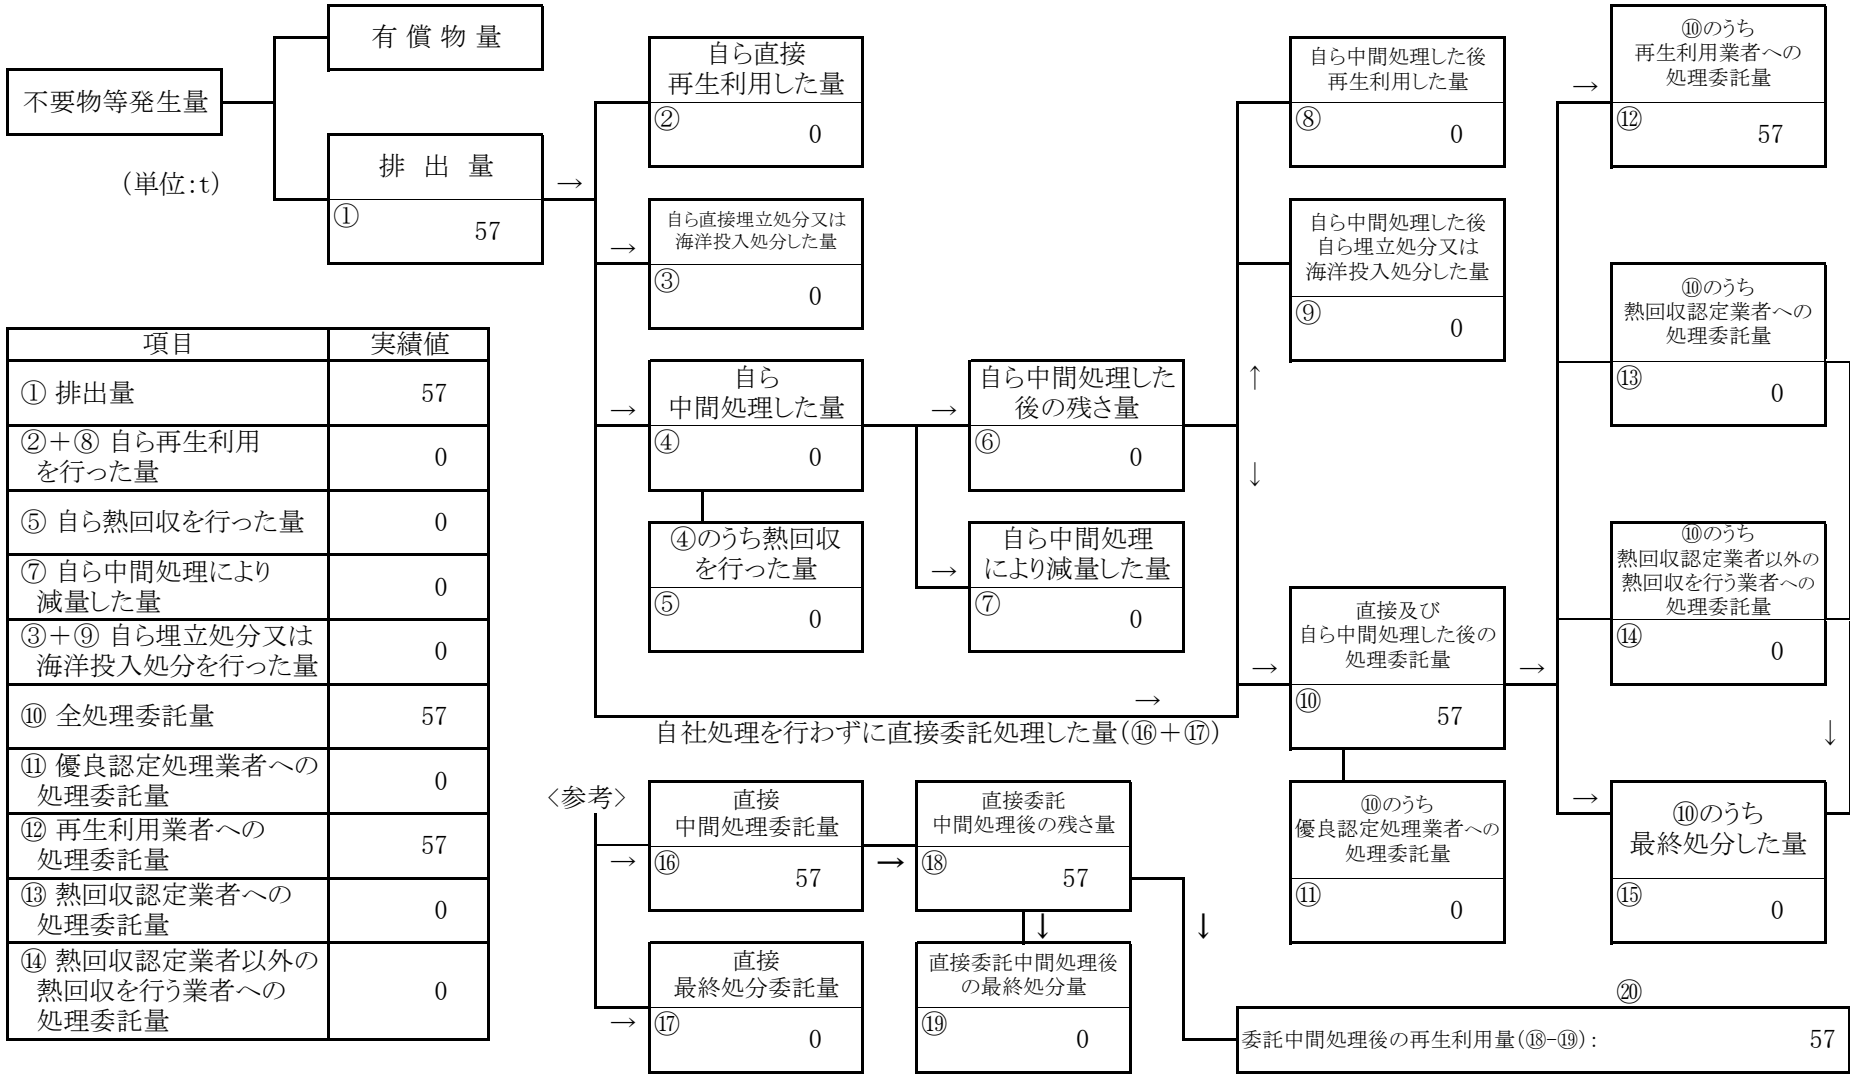 不要物等発生量
(単位:t)
有 償 物 量
排 出 量
①
57
→
自ら直接
再生利用した量
②
0
→
自ら直接埋立処分又は
海洋投入処分した量
③
0
→
自ら
中間処理した量
④
0
④のうち熱回収
を行った量
⑤
0
→
自ら中間処理した
後の残さ量
⑥
0
→
自ら中間処理
により減量した量
⑦
0
↑
↓
自ら中間処理した後
再生利用した量
⑧
0
自ら中間処理した後
自ら埋立処分又は
海洋投入処分した量
⑨
0
→
自社処理を行わずに直接委託処理した量(⑯+⑰)
→
直接及び
自ら中間処理した後の
処理委託量
⑩
57
→
⑩のうち
優良認定処理業者への
処理委託量
⑪
0
→
⑩のうち
再生利用業者への
処理委託量
⑫
57
⑩のうち
熱回収認定業者への
処理委託量
⑬
0
⑩のうち
熱回収認定業者以外の
熱回収を行う業者への
処理委託量
⑭
0
↓
→
⑩のうち
最終処分した量
⑮
0
項目 実績値
① 排出量 57
②+⑧ 自ら再生利用
を行った量 0
⑤ 自ら熱回収を行った量 0
⑦ 自ら中間処理により
減量した量 0
③+⑨ 自ら埋立処分又は
海洋投入処分を行った量 0
⑩ 全処理委託量 57
⑪ 優良認定処理業者への
処理委託量 0
⑫ 再生利用業者への
処理委託量 57
⑬ 熱回収認定業者への
処理委託量 0
⑭ 熱回収認定業者以外の
熱回収を行う業者への
処理委託量 0
<参考>
→
直接
中間処理委託量
⑯
57
→
直接委託
中間処理後の残さ量
⑱
57
↓
↓
→
直接
最終処分委託量
⑰
0
直接委託中間処理後
の最終処分量
⑲
0
⑳
委託中間処理後の再生利用量(⑱-⑲): 57